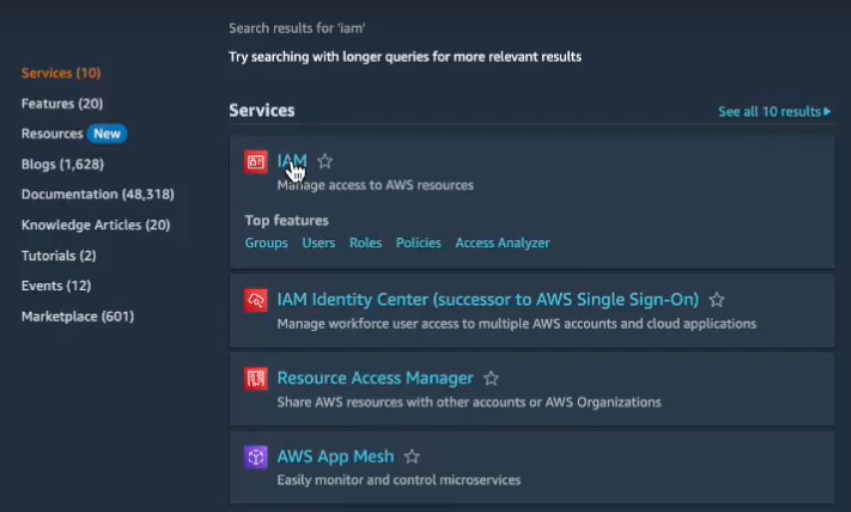 Search results for 'iam'
Try searching with longer queries for more relevant results
Services (10)
Features (20)
Resources New
Blogs (1,628)
Documentation (48,318)
Knowledge Articles (20)
Tutorials (2)
Events (12)
Marketplace (601)
Services
See all 10 results
IAM
Manage access to AWS resources
Top features
Groups Users Roles Policies Access Analyzer
IAM Identity Center (successor to AWS Single Sign-On)
Manage workforce user access to multiple AWS accounts and cloud applications
Resource Access Manager
Share AWS resources with other accounts or AWS Organizations
AWS App Mesh
Easily monitor and control microservices